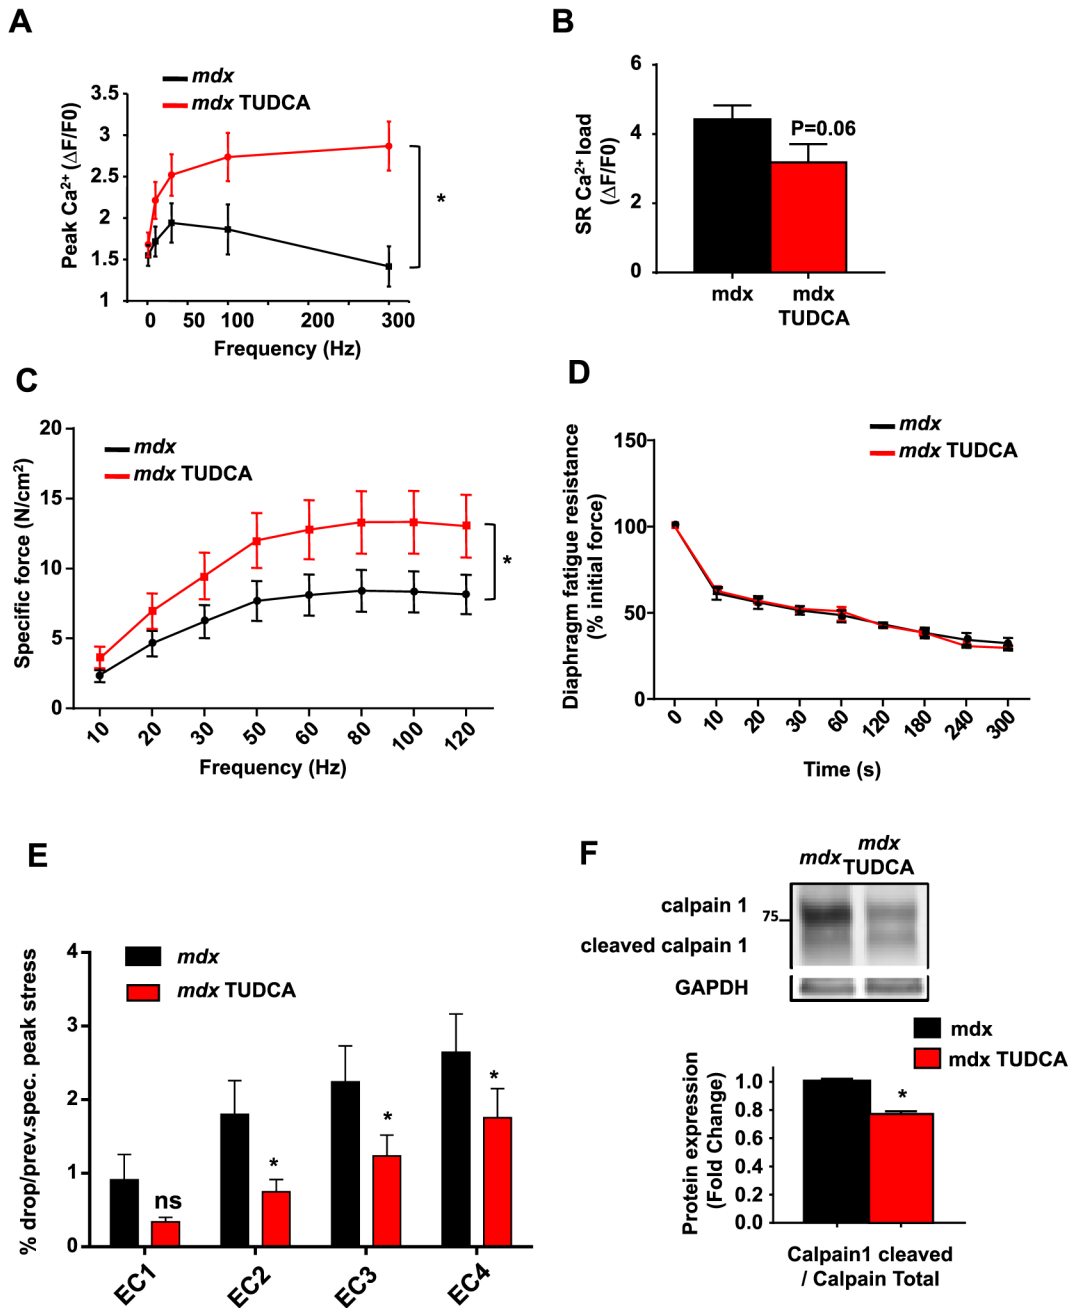 A
mdx
mdx TUDCA
Peak Ca²⁺ (ΔF/F0)
3.5
3
2.5
2
1.5
1
0 50 100 200 300
Frequency (Hz)
*
B
SR Ca²⁺ load
(ΔF/F0)
6
4
2
0
P=0.06
mdx
mdx
TUDCA
C
mdx
mdx TUDCA
Specific force (N/cm²)
20
15
10
5
0
10 20 30 50 60 80 100 120
Frequency (Hz)
*
D
mdx
mdx TUDCA
Diaphragm fatigue resistance
(% initial force)
150
100
50
0
0 10 20 30 60 120 180 240 300
Time (s)
E
mdx
mdx TUDCA
% drop/prev.spec. peak stress
4
3
2
1
0
ns
*
*
*
EC1 EC2 EC3 EC4
F
mdx
mdx
TUDCA
calpain 1
75
cleaved calpain 1
GAPDH
mdx
mdx TUDCA
Protein expression
(Fold Change)
1.0
0.8
0.6
0.4
0.2
0.0
*
Calpain1 cleaved
/ Calpain Total